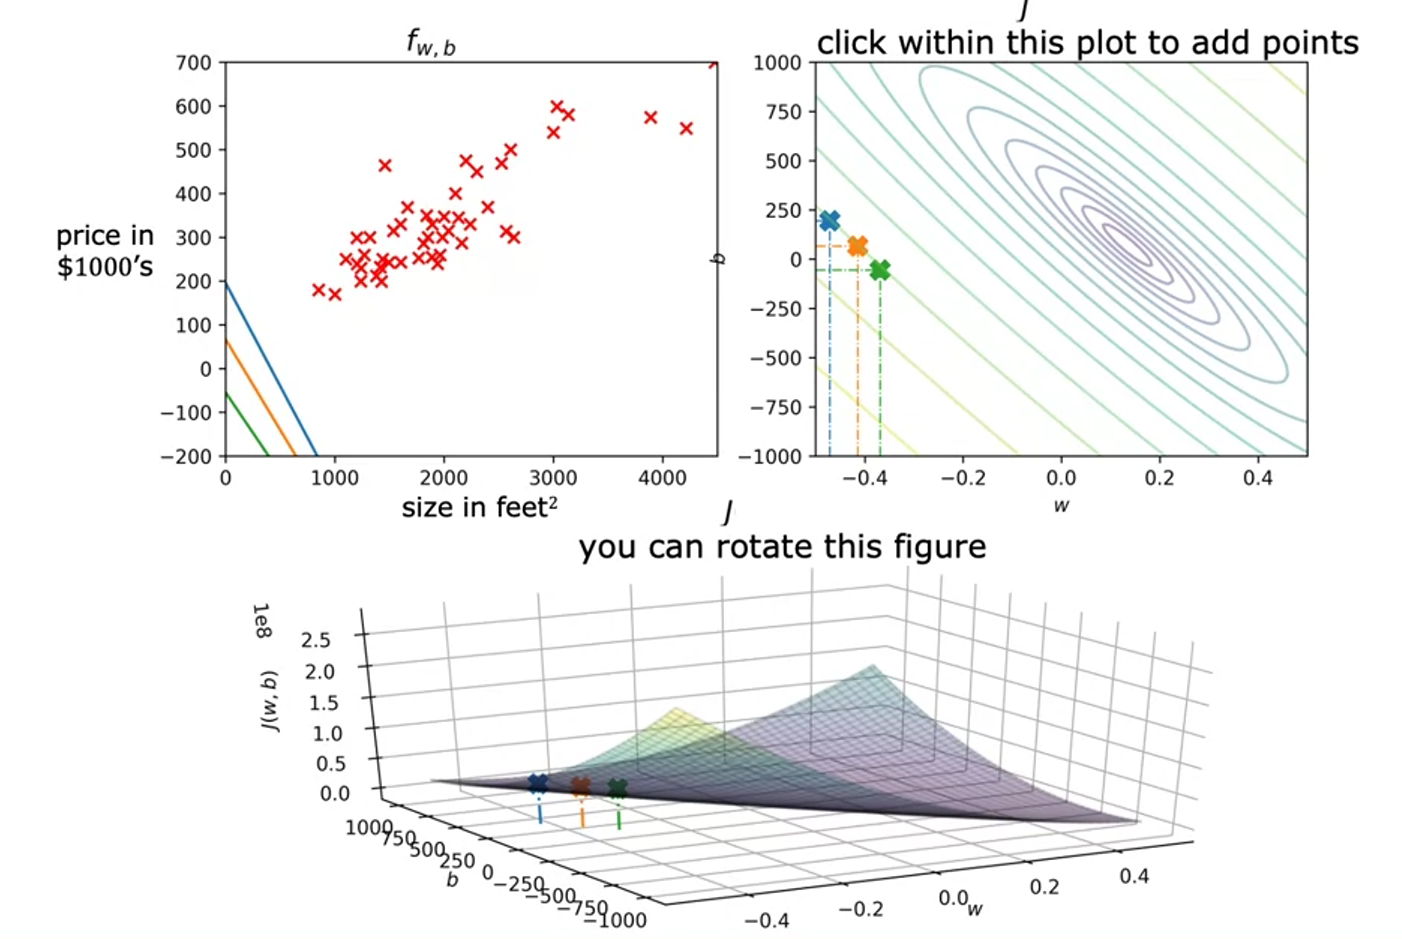 J
f w, b
click within this plot to add points
700
600
500
400
300
200
100
0
−100
−200
price in
$1000’s
0 1000 2000 3000 4000
size in feet²
1000
750
500
250
0
−250
−500
−750
−1000
b
−0.4 −0.2 0.0 0.2 0.4
w
J
you can rotate this figure
1e8
J(w, b)
2.5
2.0
1.5
1.0
0.5
0.0
1000
750
500
250
0
−250
−500
−750
−1000
b
−0.4
−0.2
0.0
0.2
0.4
w